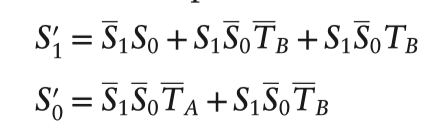 S′₁ = S̅₁S₀ + S₁S̅₀T̅_B + S₁S̅₀T_B
S′₀ = S̅₁S̅₀T̅_A + S₁S̅₀T̅_B